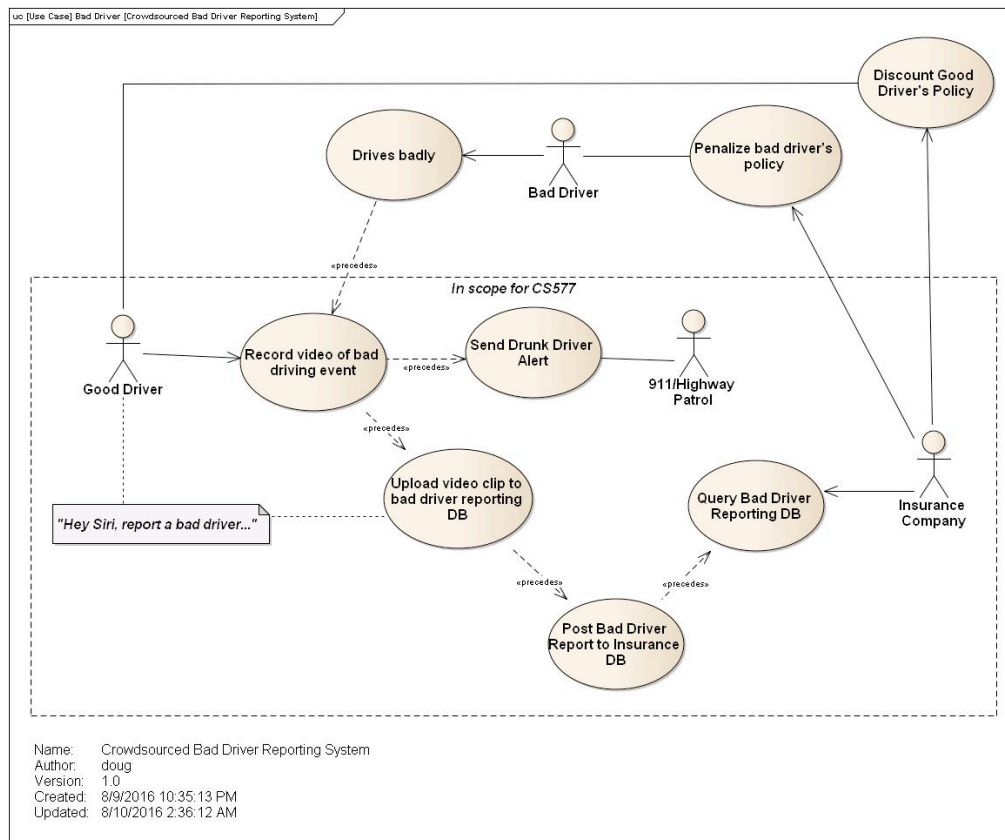 uc [Use Case] Bad Driver [Crowdsourced Bad Driver Reporting System]
Discount Good
Driver's Policy
Drives badly
Bad Driver
Penalize bad driver's
policy
«precedes»
In scope for CS577
Good Driver
Record video of bad
driving event
«precedes»
Send Drunk Driver
Alert
911/Highway
Patrol
«precedes»
Upload video clip to
bad driver reporting
DB
Query Bad Driver
Reporting DB
Insurance
Company
"Hey Siri, report a bad driver..."
«precedes»
«precedes»
Post Bad Driver
Report to Insurance
DB
Name: Crowdsourced Bad Driver Reporting System
Author: doug
Version: 1.0
Created: 8/9/2016 10:35:13 PM
Updated: 8/10/2016 2:36:12 AM